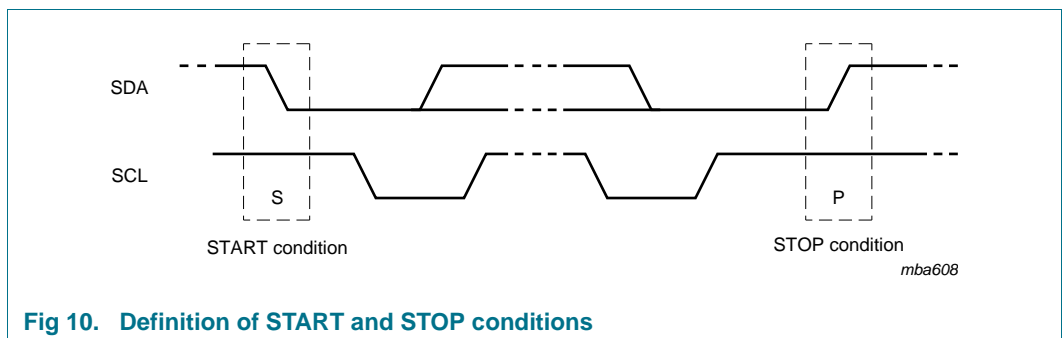 SDA
SCL
S
P
START condition
STOP condition
mba608
Fig 10. Definition of START and STOP conditions